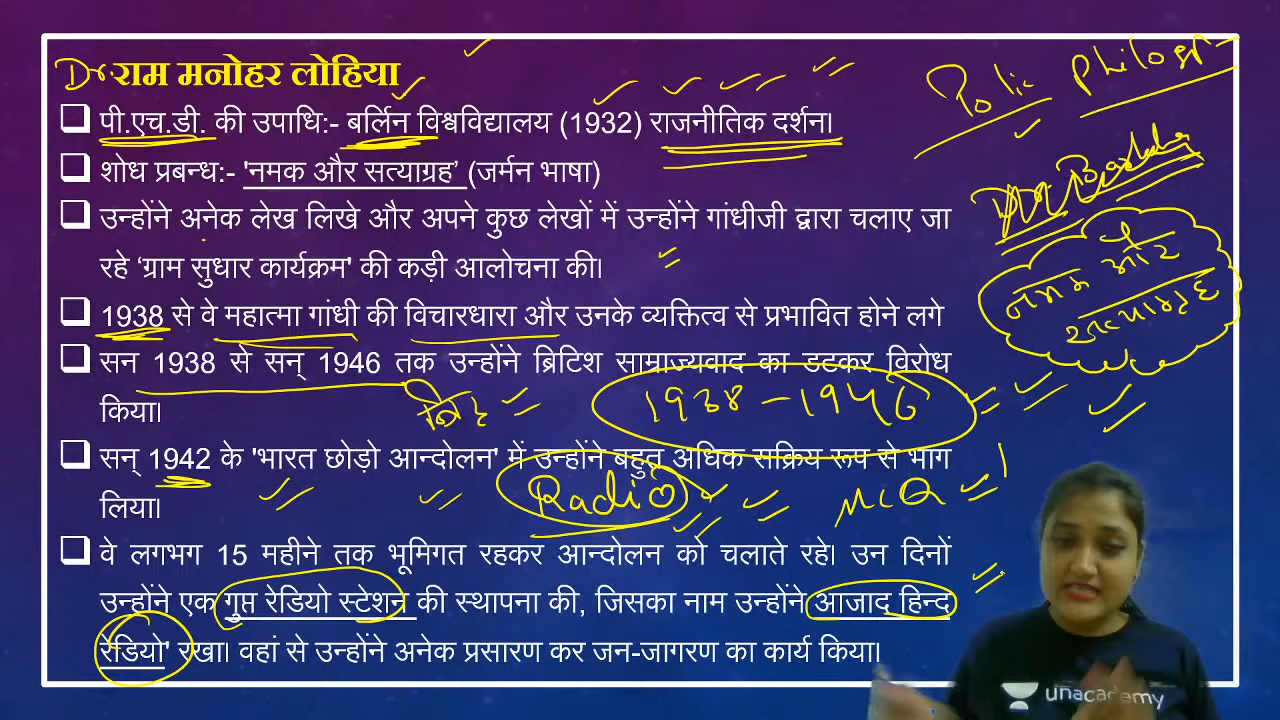 Dr. राम मनोहर लोहिया
पी.एच.डी. की उपाधि:- बर्लिन विश्वविद्यालय (1932) राजनीतिक दर्शन।
शोध प्रबन्ध:- 'नमक और सत्याग्रह' (जर्मन भाषा)
उन्होंने अनेक लेख लिखे और अपने कुछ लेखों में उन्होंने गांधीजी द्वारा चलाए जा
रहे ‘ग्राम सुधार कार्यक्रम' की कड़ी आलोचना की।
1938 से वे महात्मा गांधी की विचारधारा और उनके व्यक्तित्व से प्रभावित होने लगे
सन 1938 से सन् 1946 तक उन्होंने ब्रिटिश साम्राज्यवाद का डटकर विरोध
किया।
सन् 1942 के 'भारत छोड़ो आन्दोलन' में उन्होंने बहुत अधिक सक्रिय रूप से भाग
लिया।
वे लगभग 15 महीने तक भूमिगत रहकर आन्दोलन को चलाते रहे। उन दिनों
उन्होंने एक गुप्त रेडियो स्टेशन की स्थापना की, जिसका नाम उन्होंने आजाद हिन्द
रेडियो' रखा। वहां से उन्होंने अनेक प्रसारण कर जन-जागरण का कार्य किया।
नमक और
सत्याग्रह
1938 - 1946
Radio
MCQ
unacademy